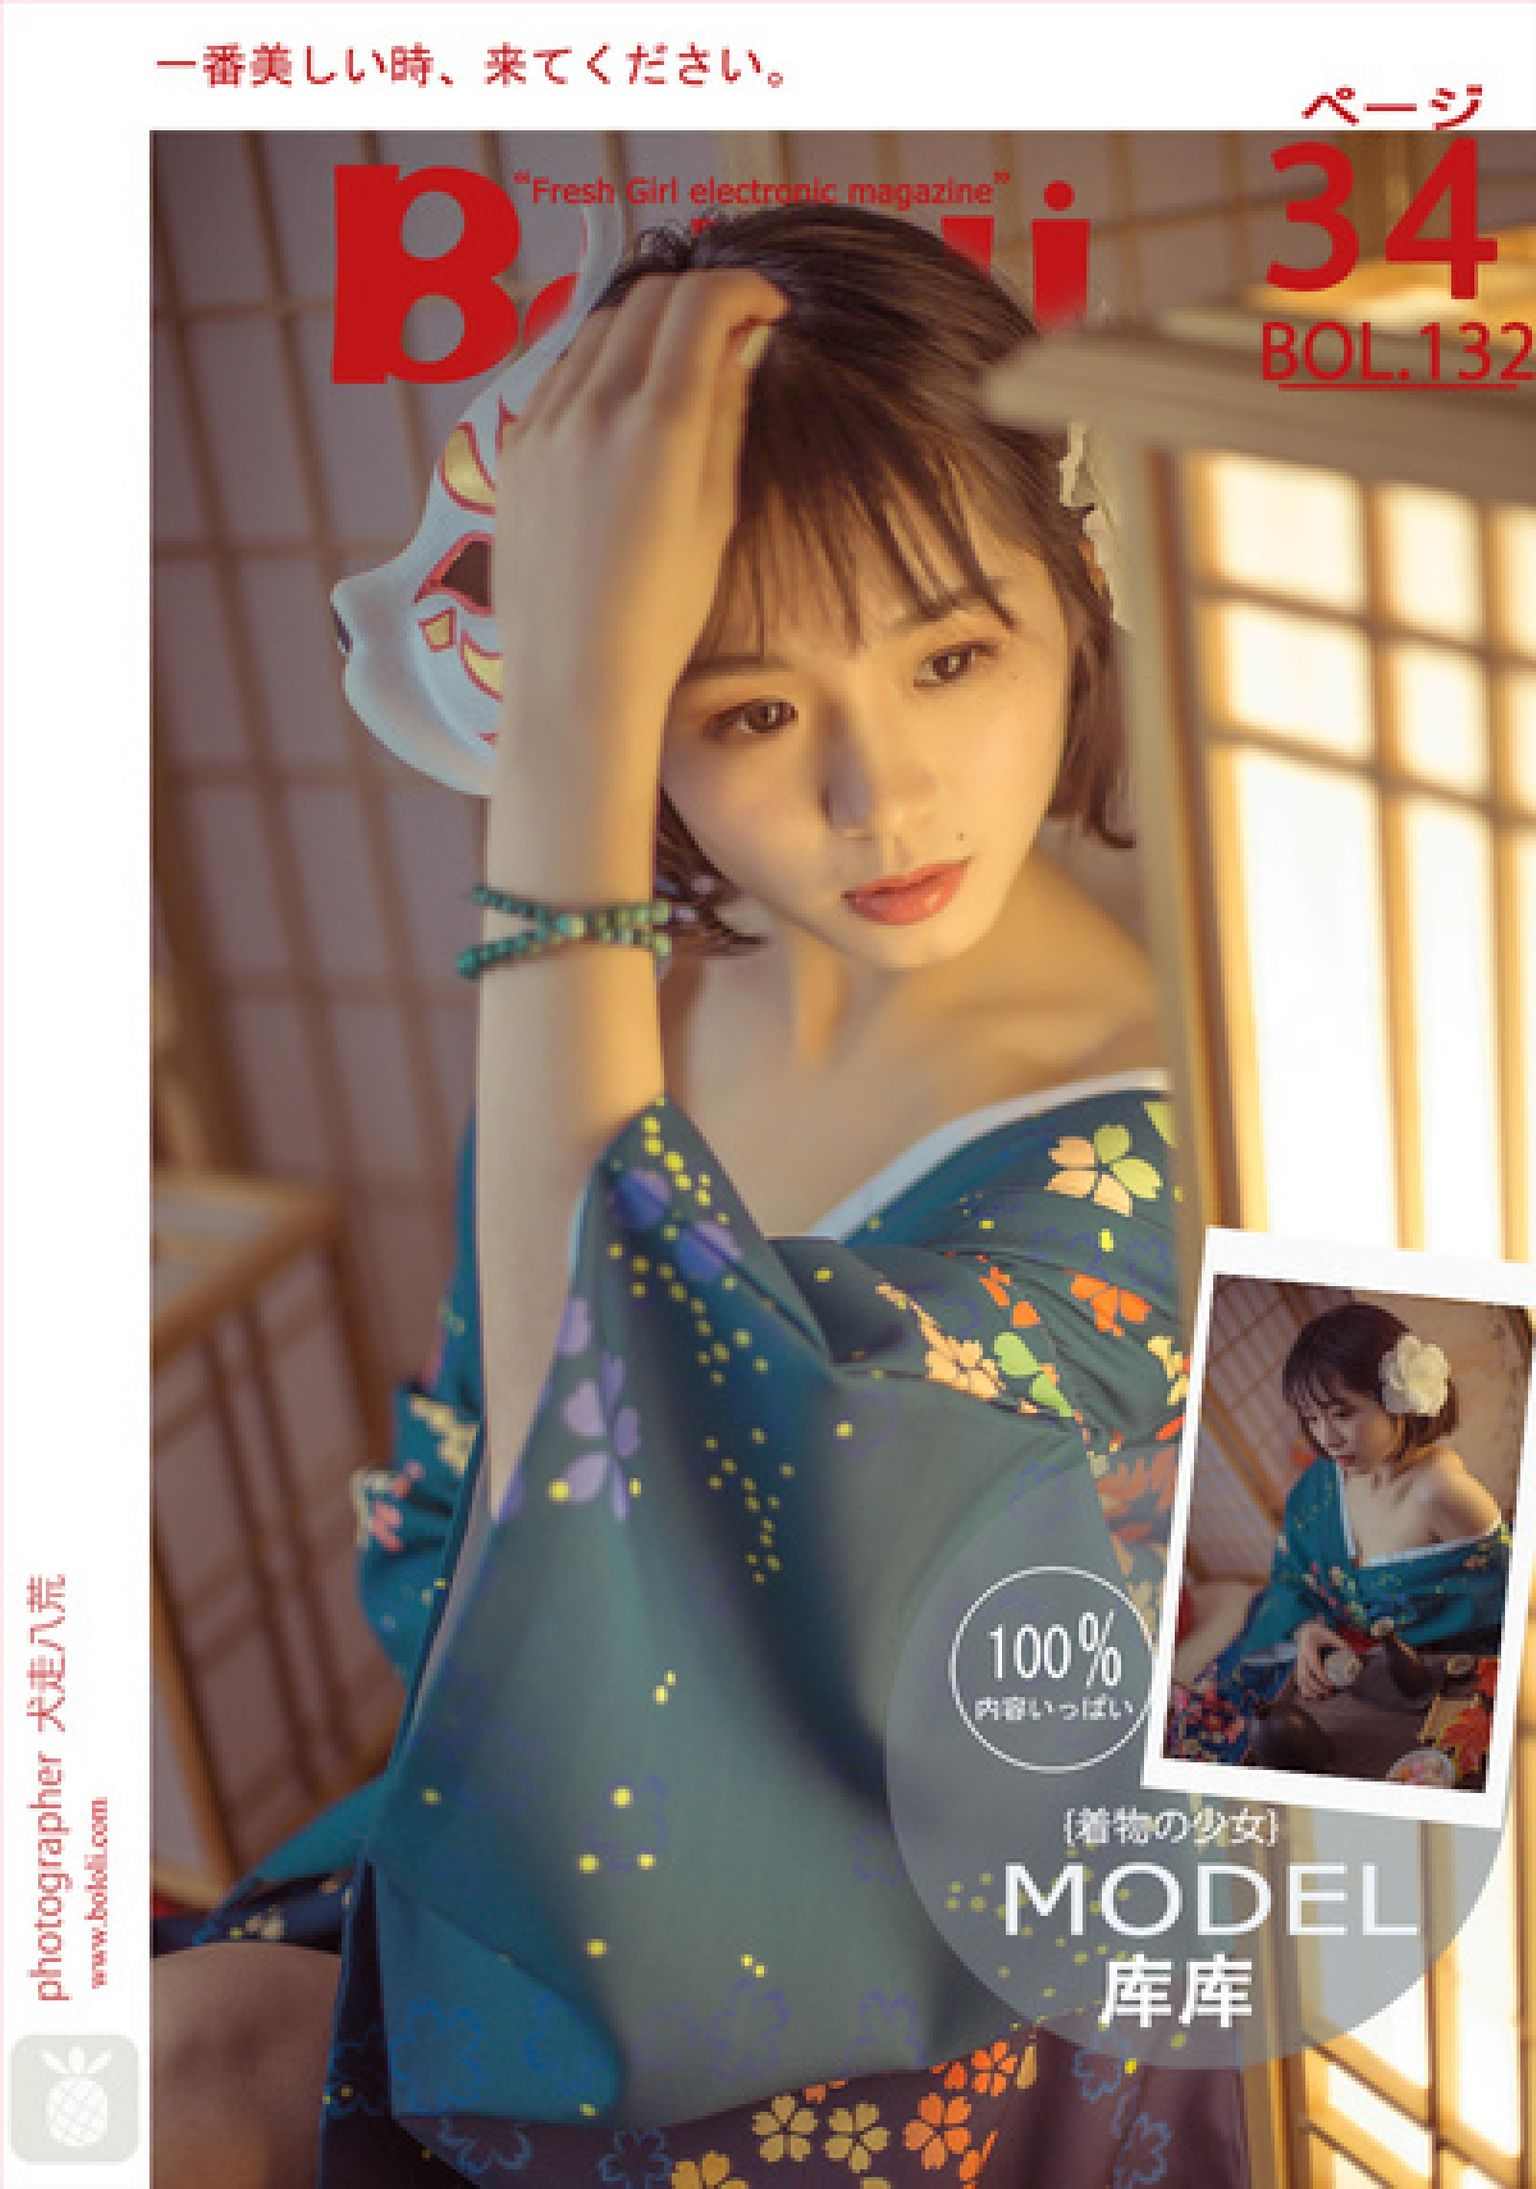 一番美しい時、来てください。
ページ
34
BOL.132
"Fresh Girl electronic magazine"
100%
内容いっぱい
{着物の少女}
MODEL
库库
photographer 犬走八荒
www.bololi.com